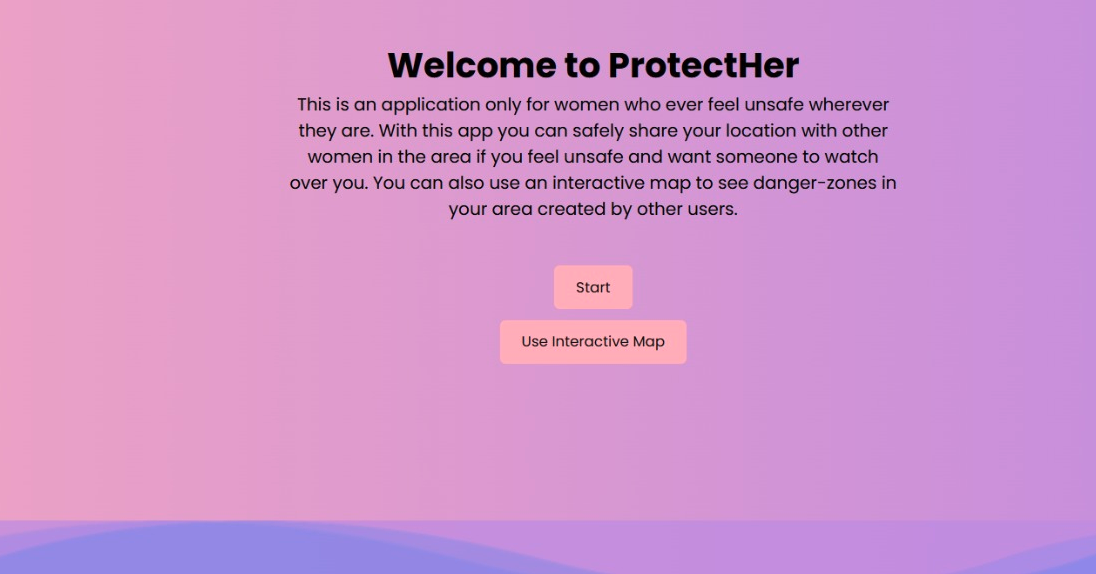 Welcome to ProtectHer
This is an application only for women who ever feel unsafe wherever
they are. With this app you can safely share your location with other
women in the area if you feel unsafe and want someone to watch
over you. You can also use an interactive map to see danger-zones in
your area created by other users.
Start
Use Interactive Map